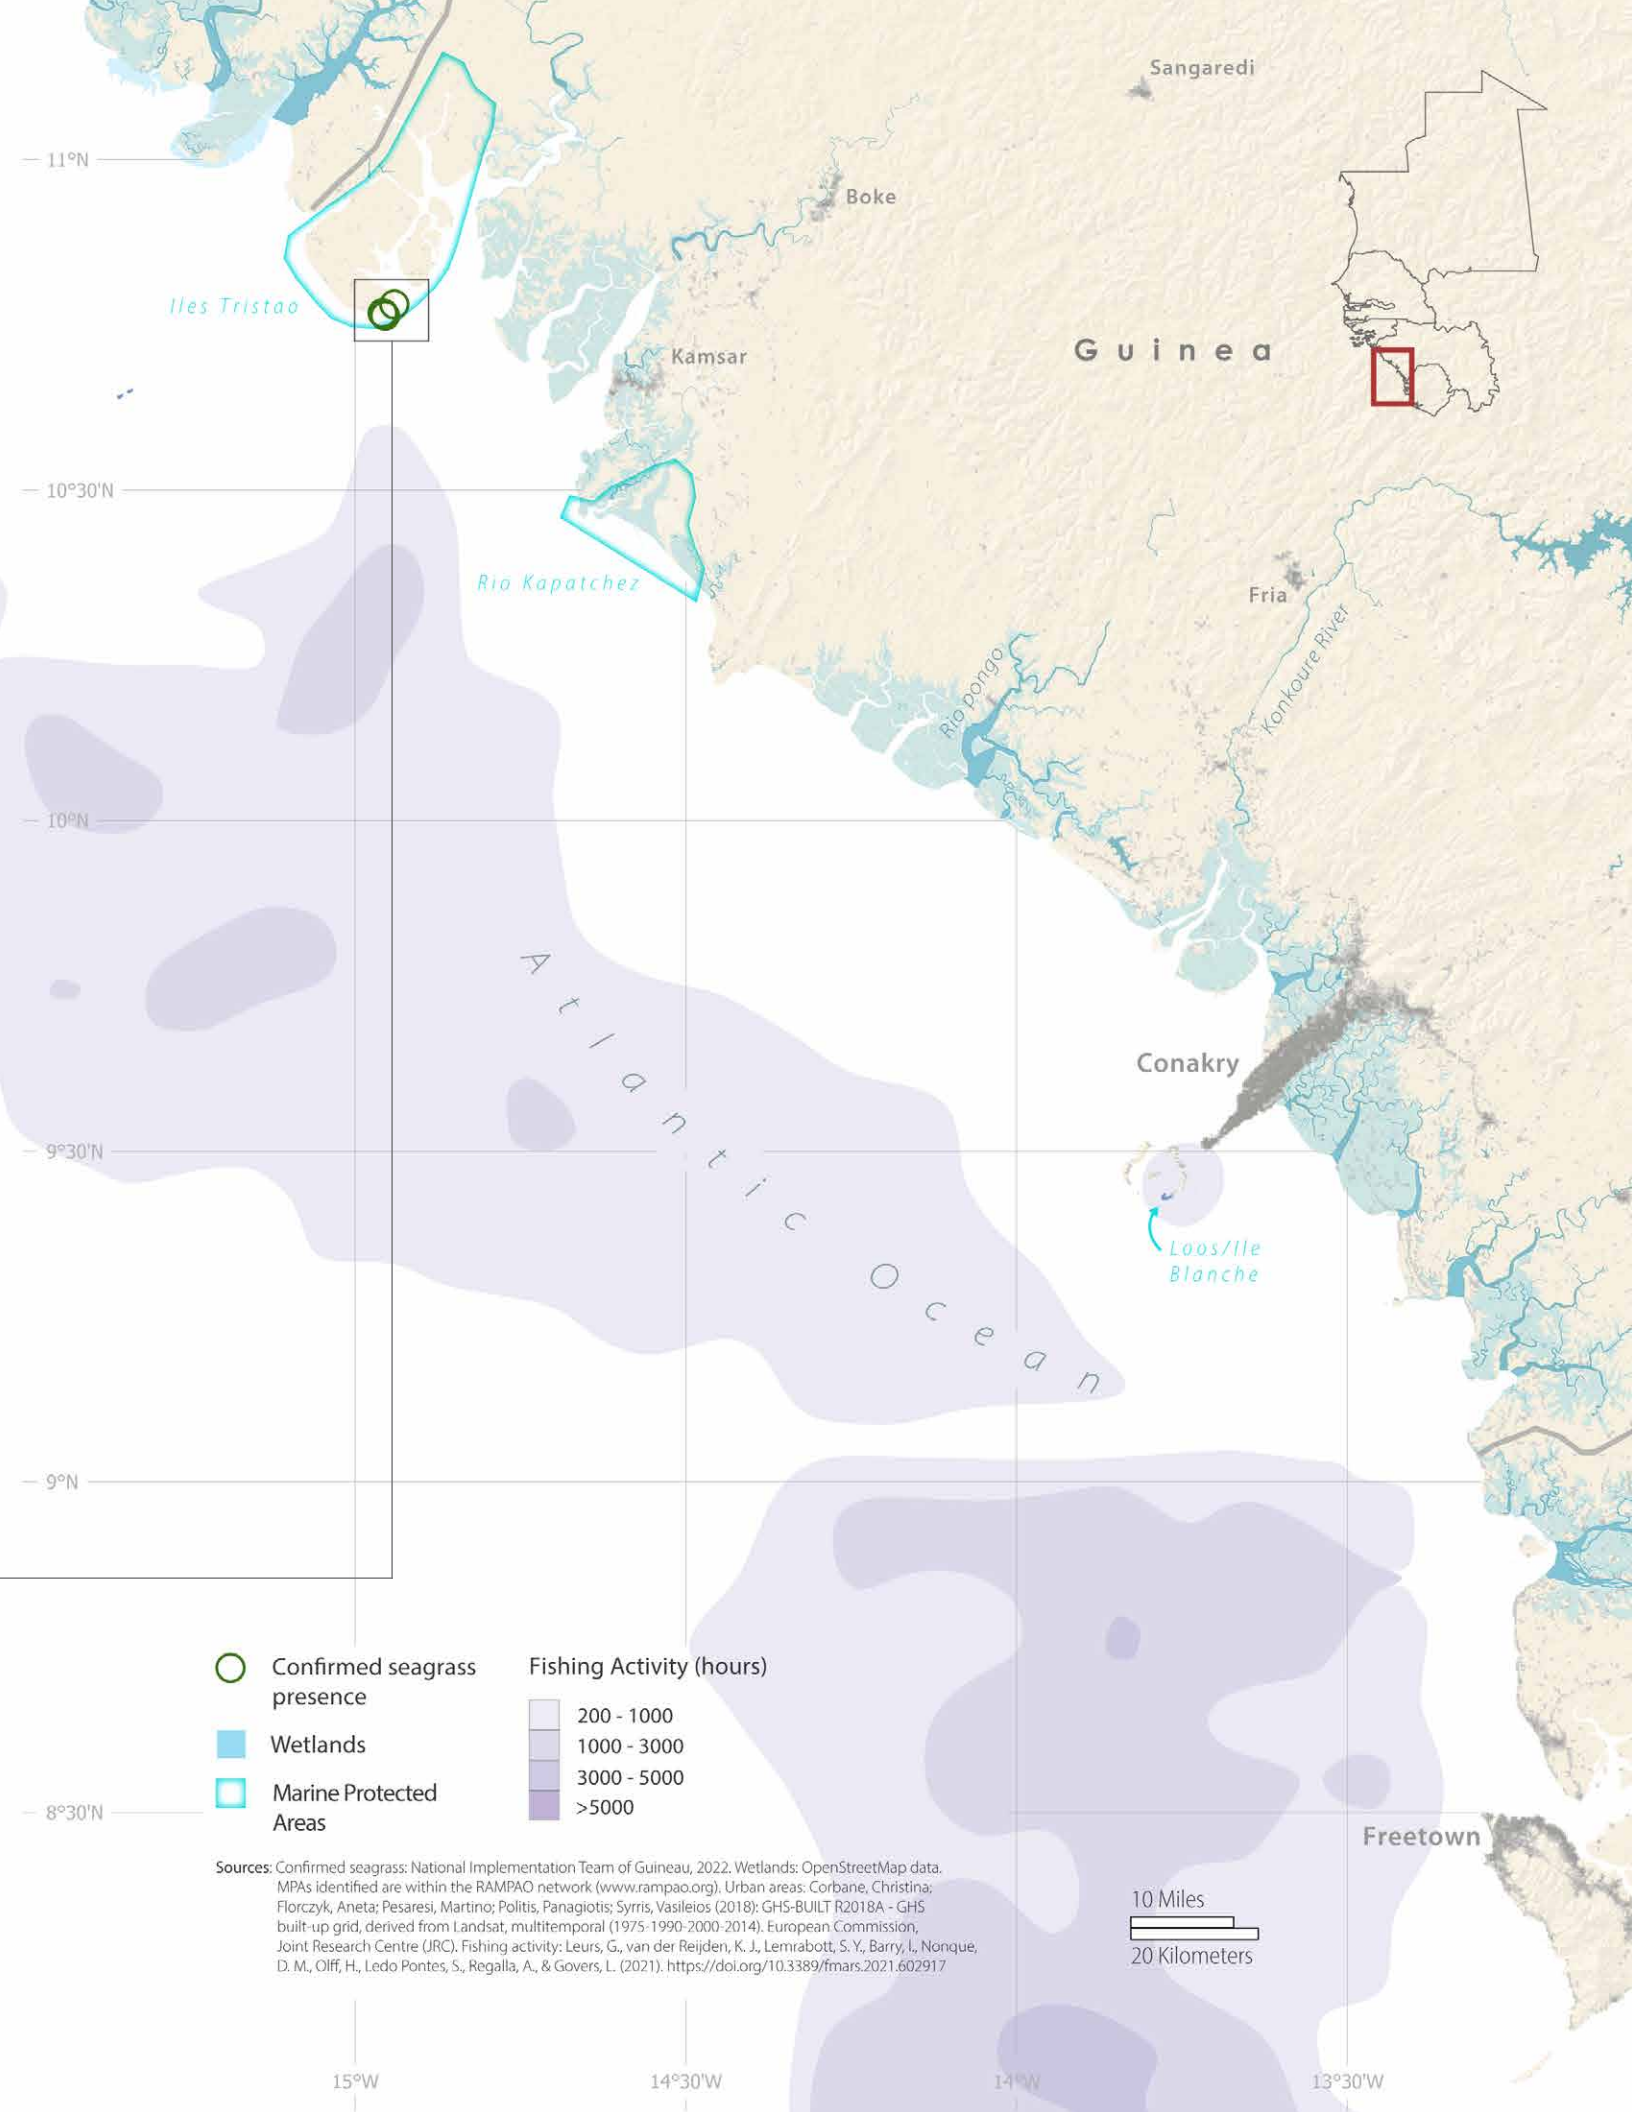 Sangaredi
11°N
Boke
Iles Tristao
Kamsar
Guinea
10°30'N
Rio Kapatchez
Fria
Konkoure River
Rio pongo
10°N
Atlantic Ocean
Conakry
9°30'N
Loos/Ile
Blanche
9°N
Confirmed seagrass
presence
Wetlands
Marine Protected
Areas
Fishing Activity (hours)
200 - 1000
1000 - 3000
3000 - 5000
>5000
8°30'N
Freetown
Sources: Confirmed seagrass: National Implementation Team of Guineau, 2022. Wetlands: OpenStreetMap data.
MPAs identified are within the RAMPAO network (www.rampao.org). Urban areas: Corbane, Christina;
Florczyk, Aneta; Pesaresi, Martino; Politis, Panagiotis; Syrris, Vasileios (2018): GHS-BUILT R2018A - GHS
built-up grid, derived from Landsat, multitemporal (1975-1990-2000-2014). European Commission,
Joint Research Centre (JRC). Fishing activity: Leurs, G., van der Reijden, K. J., Lemrabott, S. Y., Barry, I., Nonque,
D. M., Olff, H., Ledo Pontes, S., Regalla, A., & Govers, L. (2021). https://doi.org/10.3389/fmars.2021.602917
10 Miles
20 Kilometers
15°W
14°30'W
14°W
13°30'W